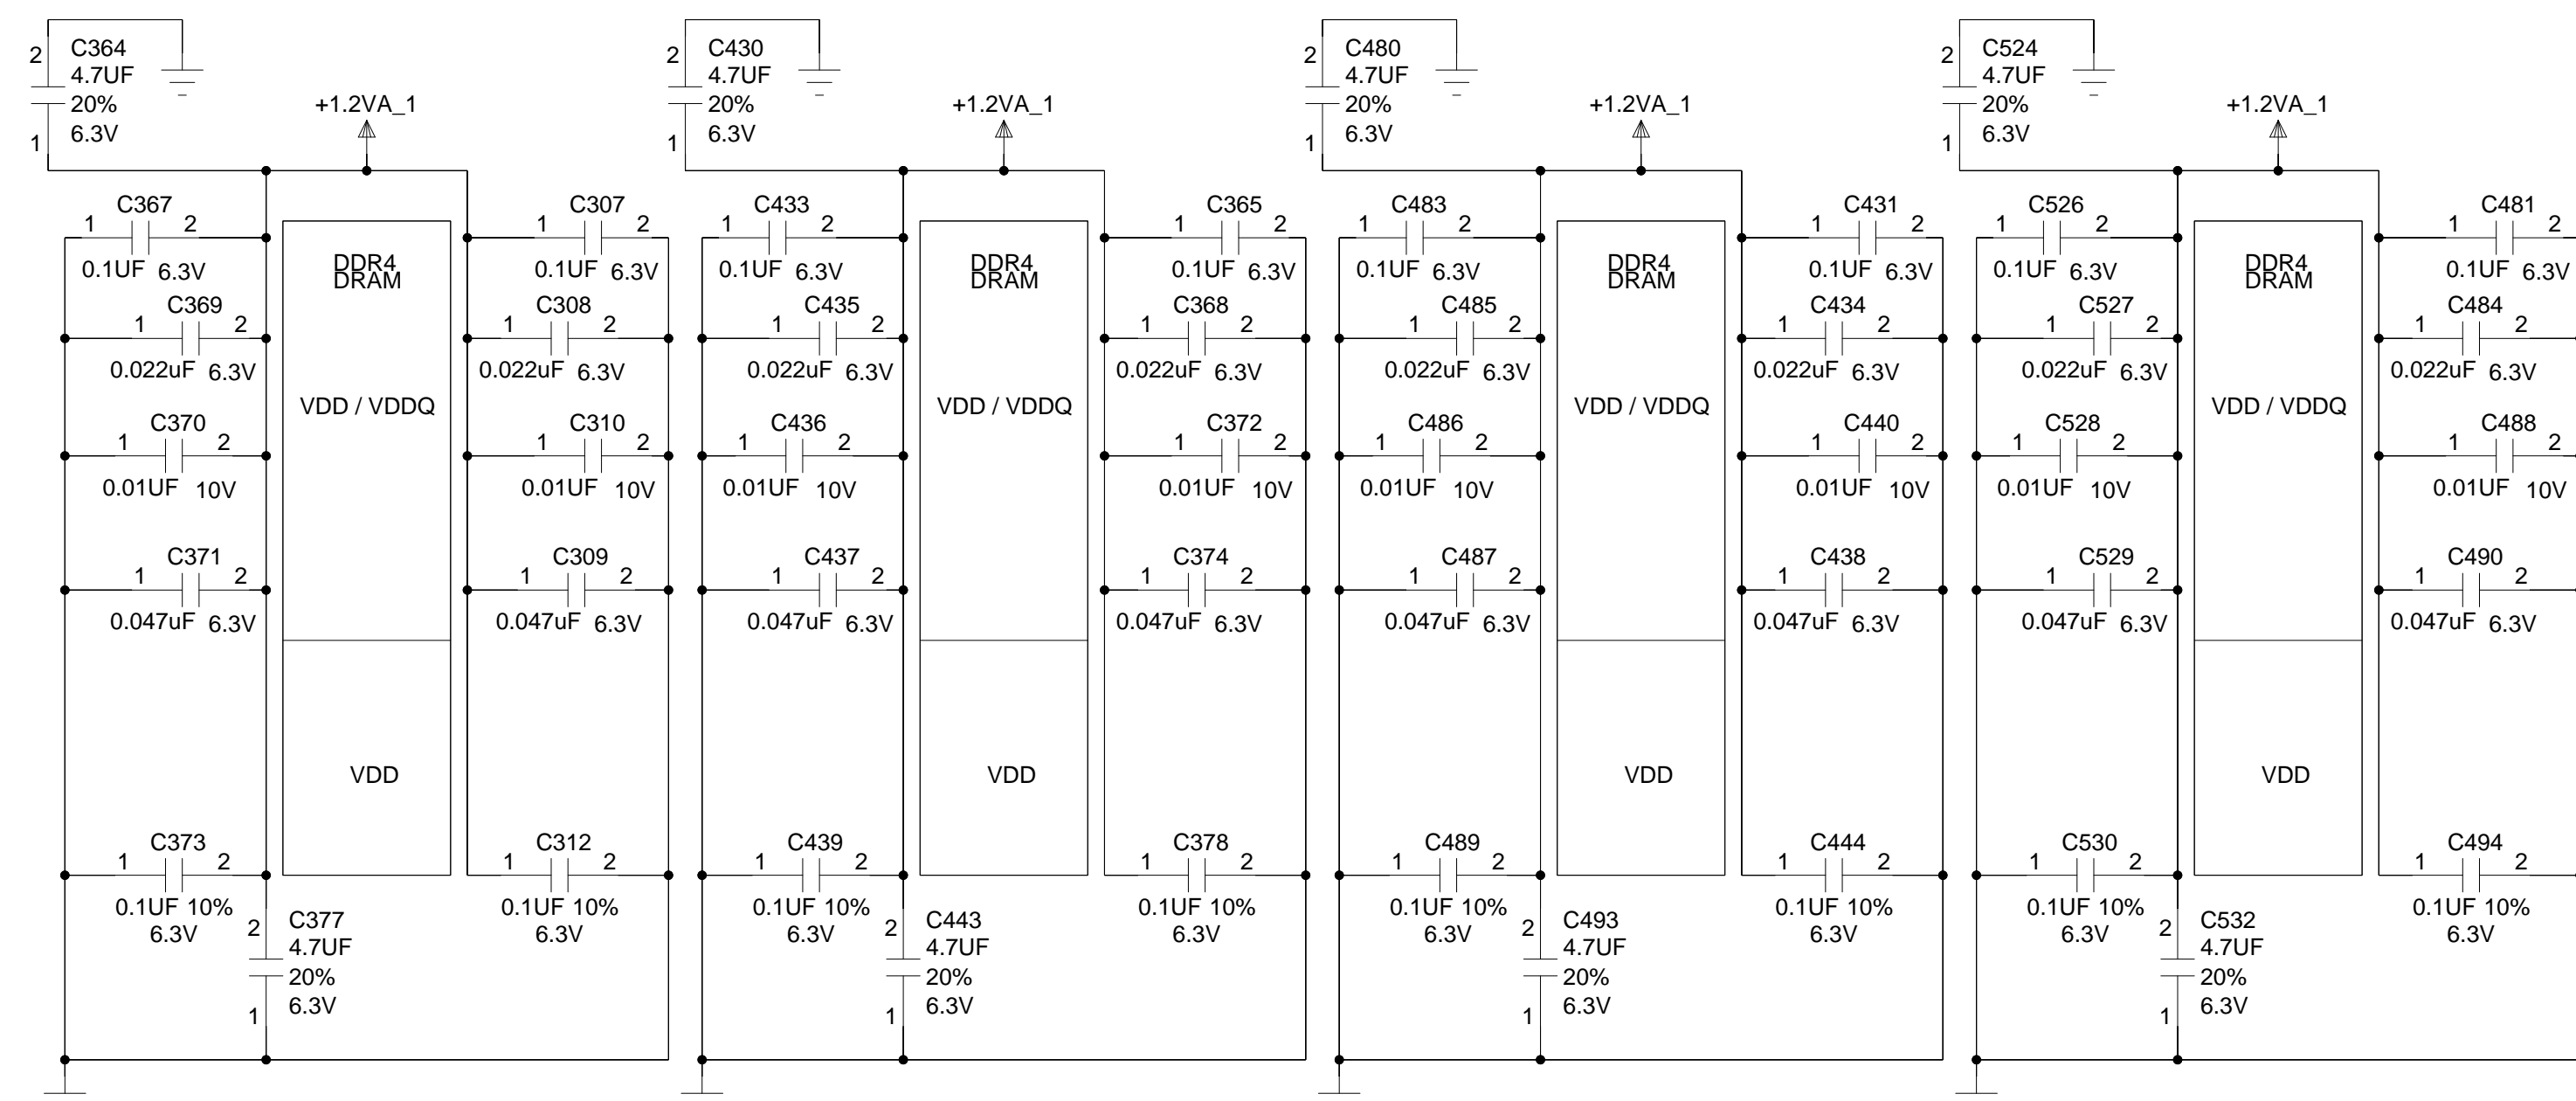 2 C364
4.7UF
20%
6.3V
1
+1.2VA_1
C367
1 2
0.1UF 6.3V
C369
1 2
0.022uF 6.3V
C370
1 2
0.01UF 10V
C371
1 2
0.047uF 6.3V
C373
1 2
0.1UF 10%
6.3V
2 C377
4.7UF
20%
6.3V
1
DDR4
DRAM
VDD / VDDQ
VDD
C307
1 2
0.1UF 6.3V
C308
1 2
0.022uF 6.3V
C310
1 2
0.01UF 10V
C309
1 2
0.047uF 6.3V
C312
1 2
0.1UF 10%
6.3V
2 C430
4.7UF
20%
6.3V
1
+1.2VA_1
C433
1 2
0.1UF 6.3V
C435
1 2
0.022uF 6.3V
C436
1 2
0.01UF 10V
C437
1 2
0.047uF 6.3V
C439
1 2
0.1UF 10%
6.3V
2 C443
4.7UF
20%
6.3V
1
DDR4
DRAM
VDD / VDDQ
VDD
C365
1 2
0.1UF 6.3V
C368
1 2
0.022uF 6.3V
C372
1 2
0.01UF 10V
C374
1 2
0.047uF 6.3V
C378
1 2
0.1UF 10%
6.3V
2 C480
4.7UF
20%
6.3V
1
+1.2VA_1
C483
1 2
0.1UF 6.3V
C485
1 2
0.022uF 6.3V
C486
1 2
0.01UF 10V
C487
1 2
0.047uF 6.3V
C489
1 2
0.1UF 10%
6.3V
2 C493
4.7UF
20%
6.3V
1
DDR4
DRAM
VDD / VDDQ
VDD
C431
1 2
0.1UF 6.3V
C434
1 2
0.022uF 6.3V
C440
1 2
0.01UF 10V
C438
1 2
0.047uF 6.3V
C444
1 2
0.1UF 10%
6.3V
2 C524
4.7UF
20%
6.3V
1
+1.2VA_1
C526
1 2
0.1UF 6.3V
C527
1 2
0.022uF 6.3V
C528
1 2
0.01UF 10V
C529
1 2
0.047uF 6.3V
C530
1 2
0.1UF 10%
6.3V
2 C532
4.7UF
20%
6.3V
1
DDR4
DRAM
VDD / VDDQ
VDD
C481
1 2
0.1UF 6.3V
C484
1 2
0.022uF 6.3V
C488
1 2
0.01UF 10V
C490
1 2
0.047uF 6.3V
C494
1 2
0.1UF 10%
6.3V